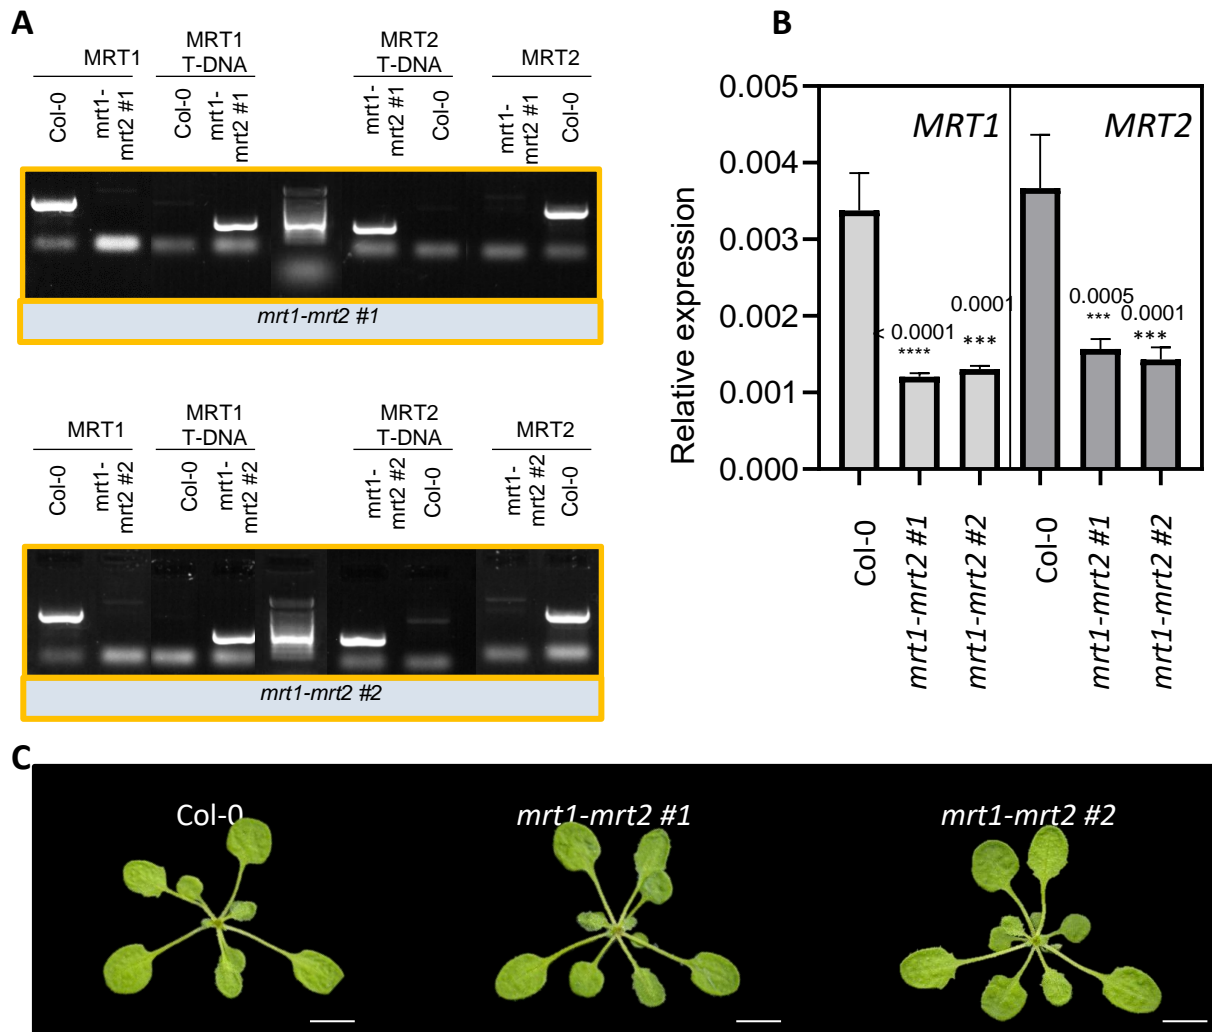 A
MRT1
MRT1
T-DNA
MRT2
T-DNA
MRT2
Col-0
mrt1-
mrt2 #1
Col-0
mrt1-
mrt2 #1
mrt1-
mrt2 #1
Col-0
mrt1-
mrt2 #1
Col-0
mrt1-mrt2 #1
MRT1
MRT1
T-DNA
MRT2
T-DNA
MRT2
Col-0
mrt1-
mrt2 #2
Col-0
mrt1-
mrt2 #2
mrt1-
mrt2 #2
Col-0
mrt1-
mrt2 #2
Col-0
mrt1-mrt2 #2
B
Relative expression
0.005
0.004
0.003
0.002
0.001
0.000
MRT1
MRT2
< 0.0001
****
0.0001
***
0.0005
***
0.0001
***
Col-0
mrt1-mrt2 #1
mrt1-mrt2 #2
Col-0
mrt1-mrt2 #1
mrt1-mrt2 #2
C
Col-0
mrt1-mrt2 #1
mrt1-mrt2 #2